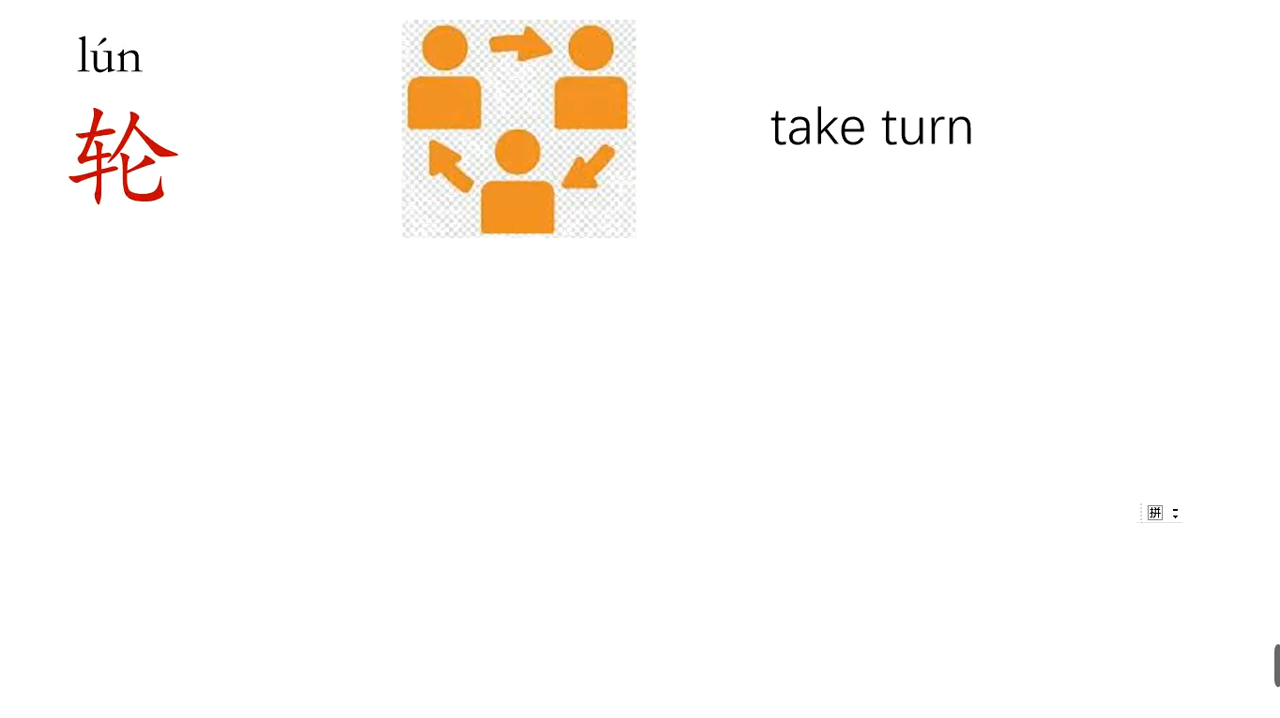 lún
轮
take turn
拼